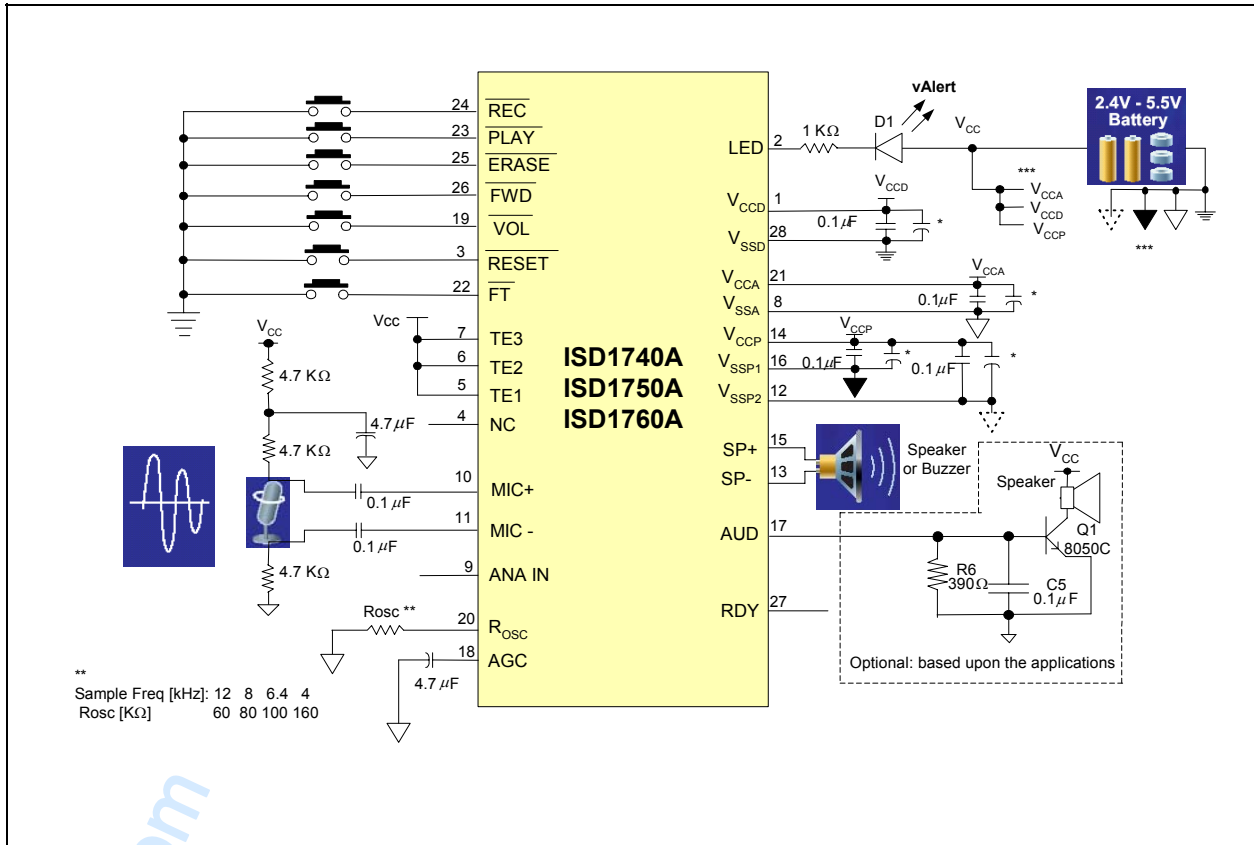 24 REC
23 PLAY
25 ERASE
26 FWD
19 VOL
3 RESET
22 FT
Vcc
7 TE3
6 TE2
5 TE1
4 NC
VCC
4.7 KΩ
4.7 KΩ
4.7 μF
10 MIC+
0.1 μF
11 MIC -
0.1 μF
4.7 KΩ
9 ANA IN
Rosc **
20 ROSC
18 AGC
4.7 μF
**
Sample Freq [kHz]: 12 8 6.4 4
Rosc [KΩ] 60 80 100 160
ISD1740A
ISD1750A
ISD1760A
vAlert
LED 2
1 KΩ
D1
VCC
2.4V - 5.5V
Battery
***
VCCA
VCCD
VCCP
***
VCCD 1
VCCD
0.1 μF
*
VSSD 28
VCCA 21
VCCA
0.1 μF
*
VSSA 8
VCCP 14
VCCP
0.1 μF
*
0.1 μF
*
VSSP1 16
VSSP2 12
SP+ 15
SP- 13
Speaker
or Buzzer
VCC
Speaker
AUD 17
Q1
8050C
R6
390Ω
C5
0.1 μF
RDY 27
Optional: based upon the applications
om